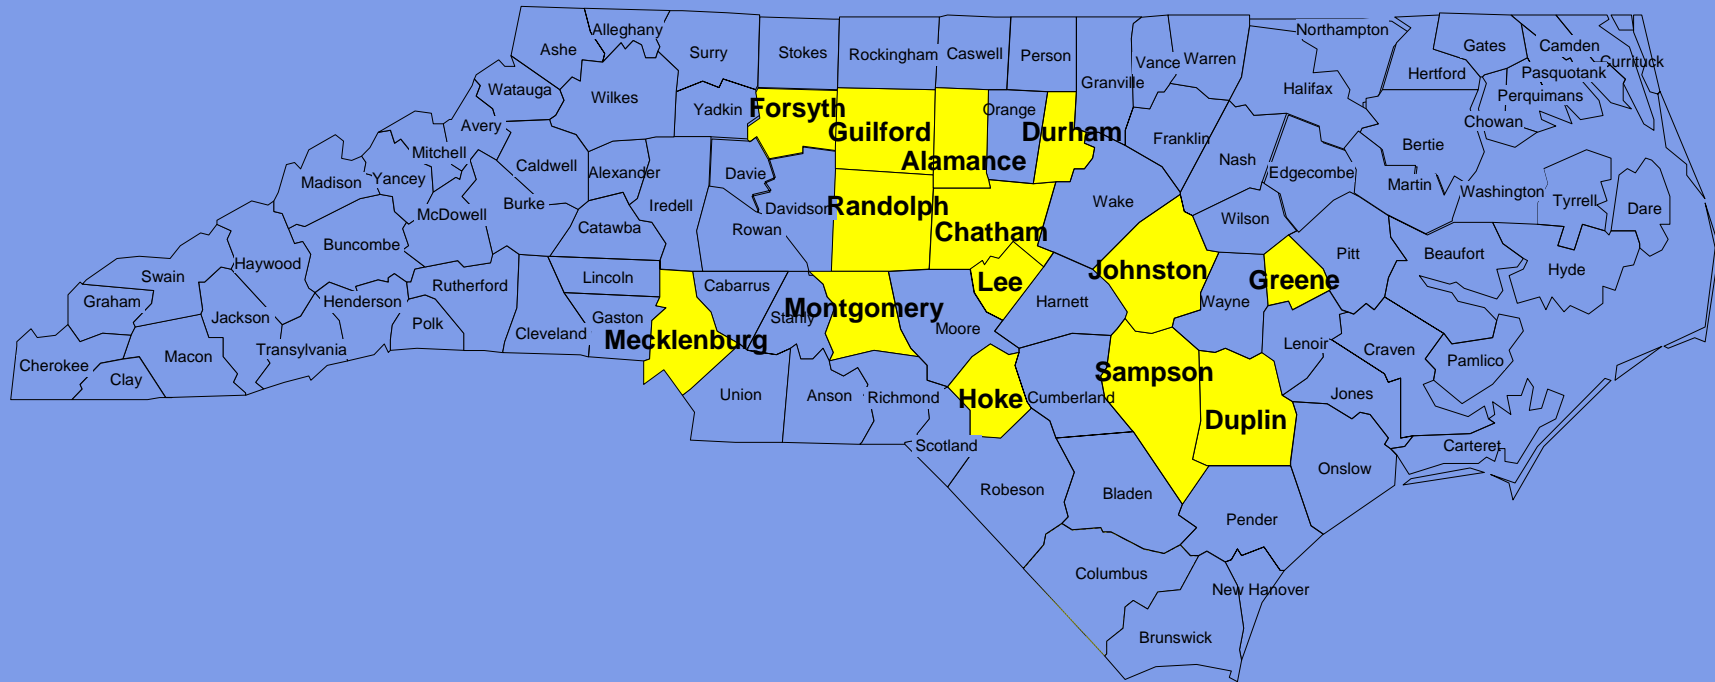 Alleghany
Northampton
Ashe
Surry
Stokes
Rockingham
Caswell
Person
Gates
Camden
Currituck
Vance
Warren
Hertford
Pasquotank
Granville
Watauga
Wilkes
Halifax
Perquimans
Yadkin
Forsyth
Orange
Chowan
Avery
Guilford
Durham
Franklin
Bertie
Mitchell
Alamance
Nash
Caldwell
Alexander
Davie
Edgecombe
Madison
Yancey
Martin
Washington
Burke
Iredell
Davidson
Randolph
Wake
Tyrrell
Dare
McDowell
Wilson
Catawba
Rowan
Chatham
Buncombe
Pitt
Beaufort
Haywood
Swain
Lincoln
Cabarrus
Lee
Johnston
Greene
Hyde
Rutherford
Graham
Henderson
Harnett
Wayne
Jackson
Polk
Gaston
Stanly
Montgomery
Moore
Cleveland
Mecklenburg
Transylvania
Lenoir
Craven
Macon
Pamlico
Cherokee
Clay
Sampson
Union
Anson
Richmond
Hoke
Cumberland
Jones
Duplin
Scotland
Carteret
Onslow
Robeson
Bladen
Pender
Columbus
New Hanover
Brunswick